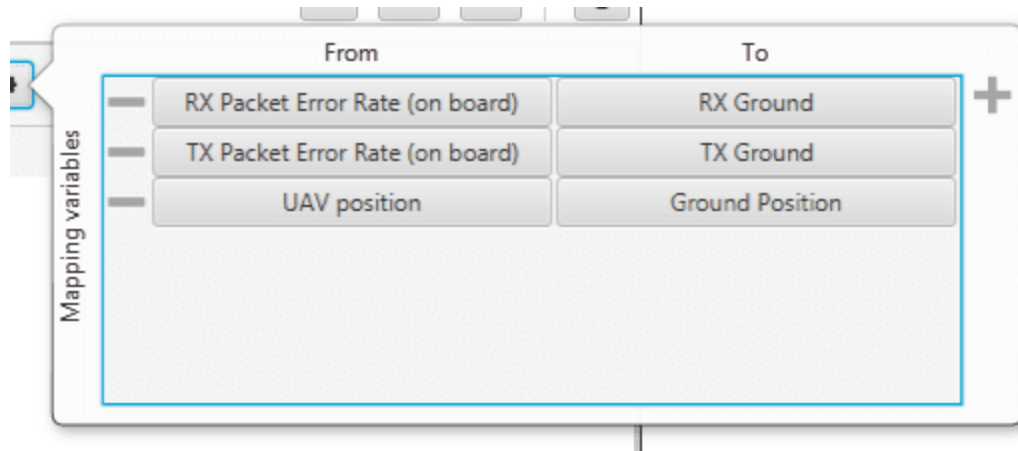 From To
Mapping variables
RX Packet Error Rate (on board) RX Ground
TX Packet Error Rate (on board) TX Ground
UAV position Ground Position